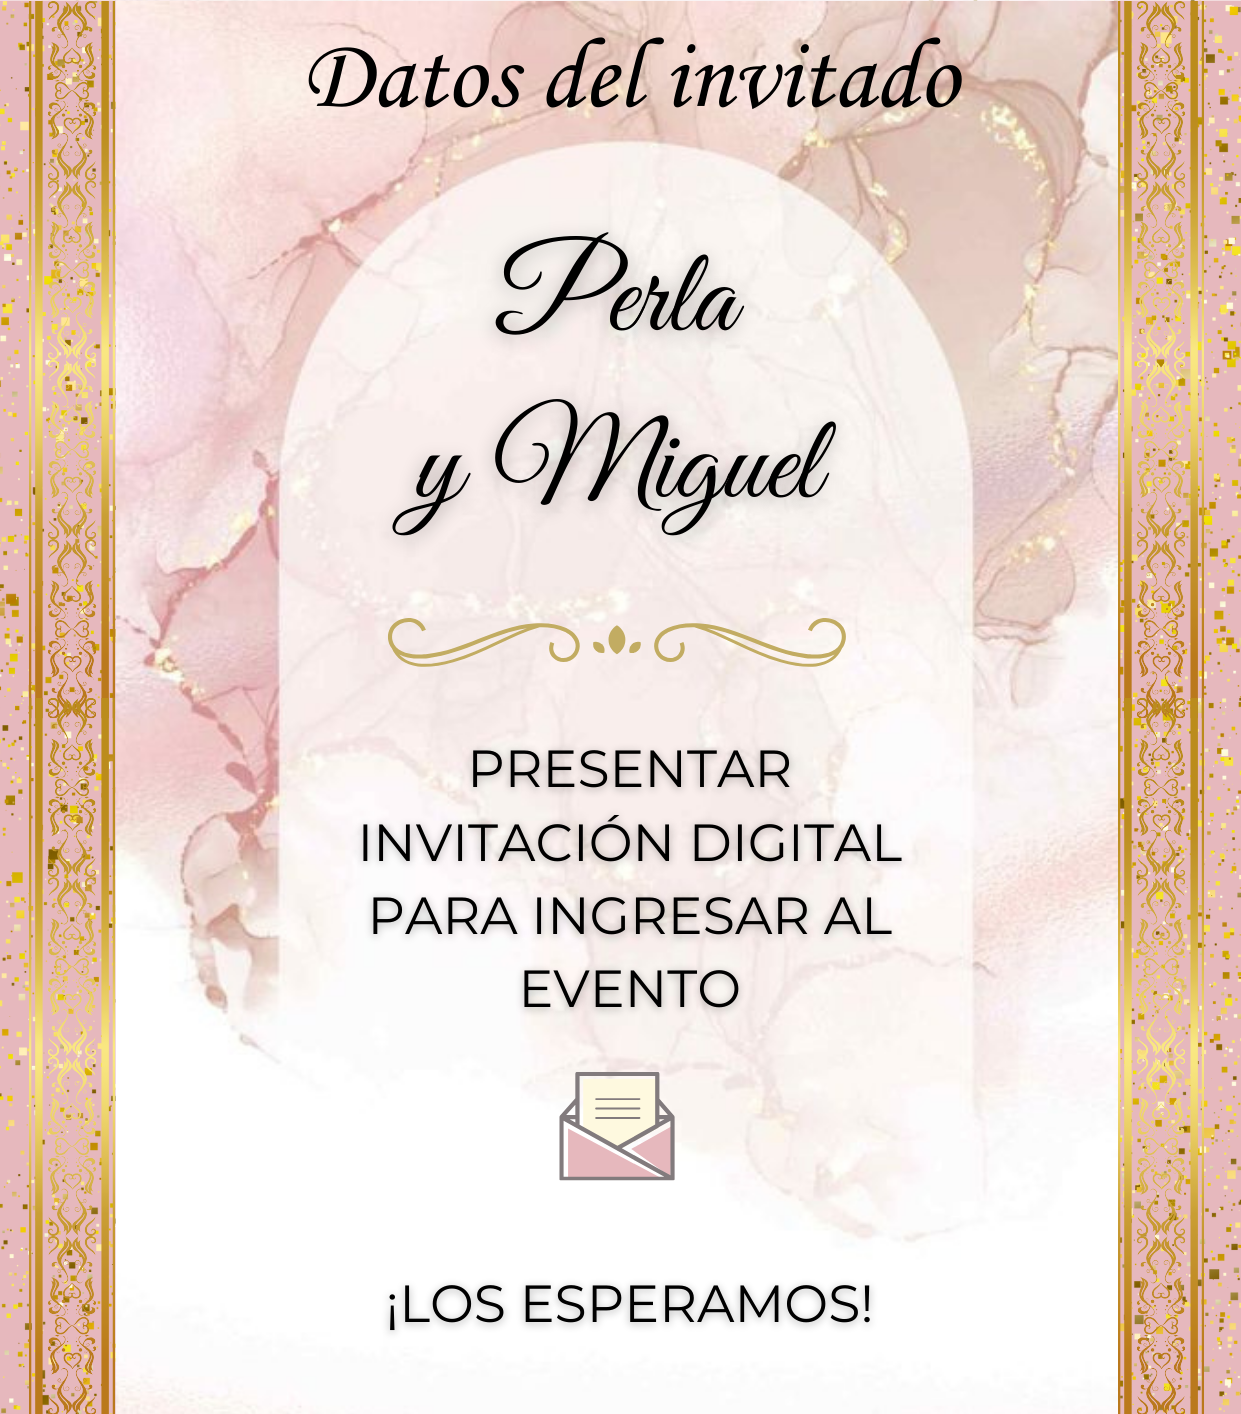 Datos del invitado
Perla
y Miguel
PRESENTAR
INVITACIÓN DIGITAL
PARA INGRESAR AL
EVENTO
¡LOS ESPERAMOS!